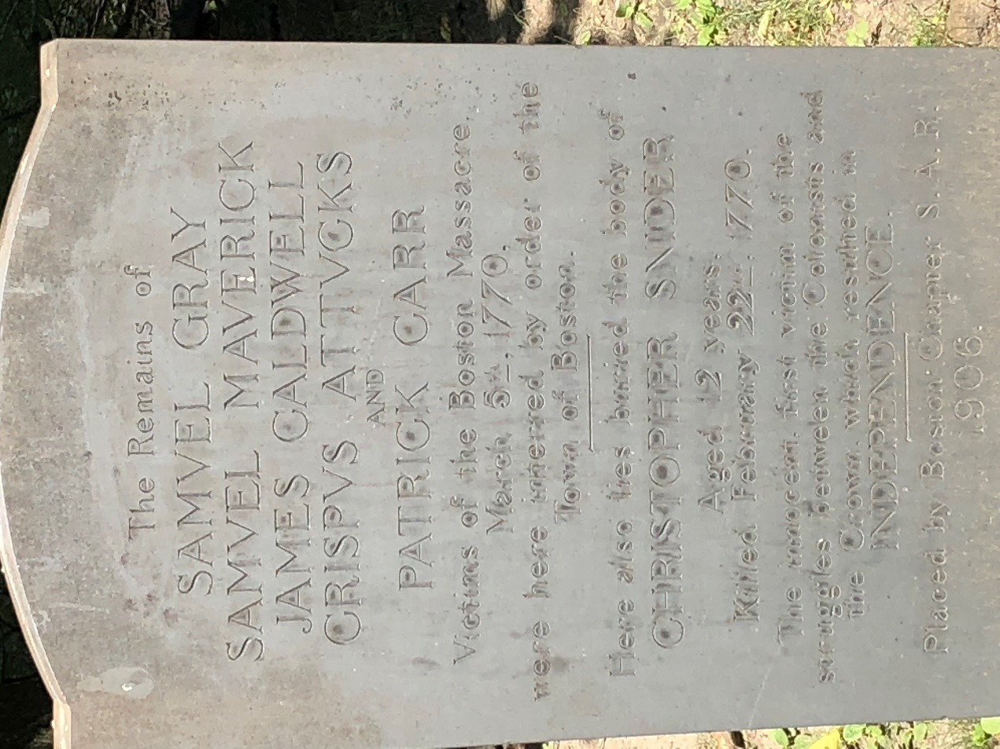 The Remains of
SAMVEL GRAY
SAMVEL MAVERICK
JAMES CALDWELL
CRISPVS ATTVCKS
AND
PATRICK CARR
Victims of the Boston Massacre,
March 5th, 1770,
were here interred by order of the
Town of Boston.
Here also lies buried the body of
CHRISTOPHER SNIDER
Aged 12 years.
Killed February 22nd, 1770.
The innocent, first victim of the
struggles between the Colonists and
the Crown, which resulted in
INDEPENDENCE.
Placed by Boston Chapter S. A. R.
1906.